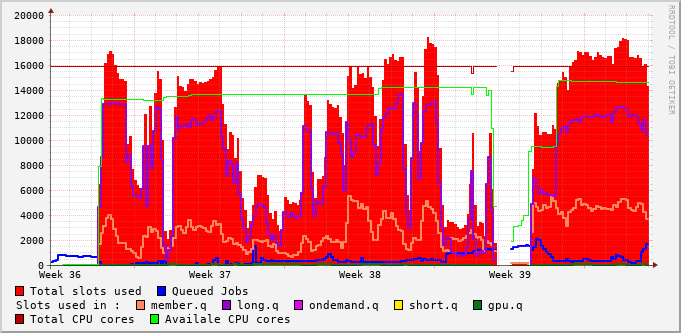 20000
18000
16000
14000
12000
10000
8000
6000
4000
2000
0
Week 36 Week 37 Week 38 Week 39
RRDTOOL / TOBI OETIKER
Total slots used Queued Jobs
Slots used in : member.q long.q ondemand.q short.q gpu.q
Total CPU cores Availale CPU cores